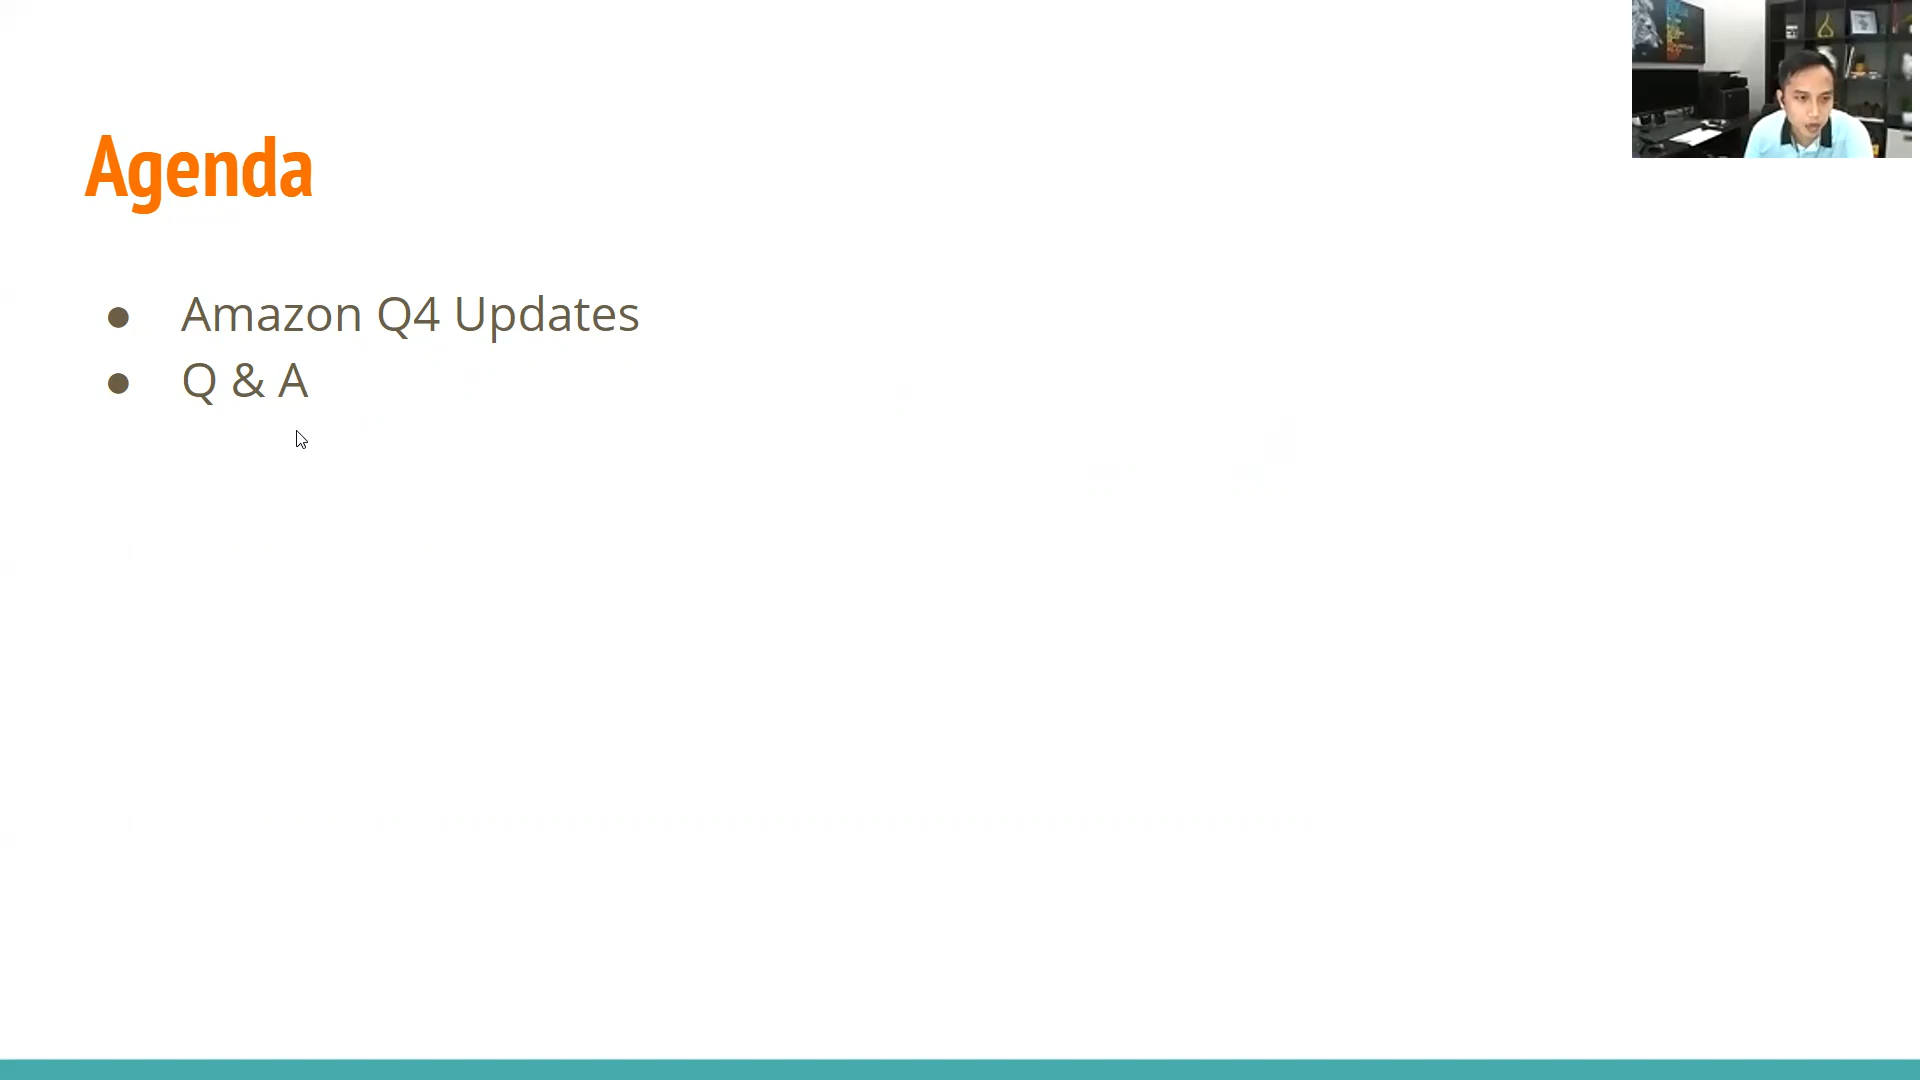 Agenda
● Amazon Q4 Updates
● Q & A